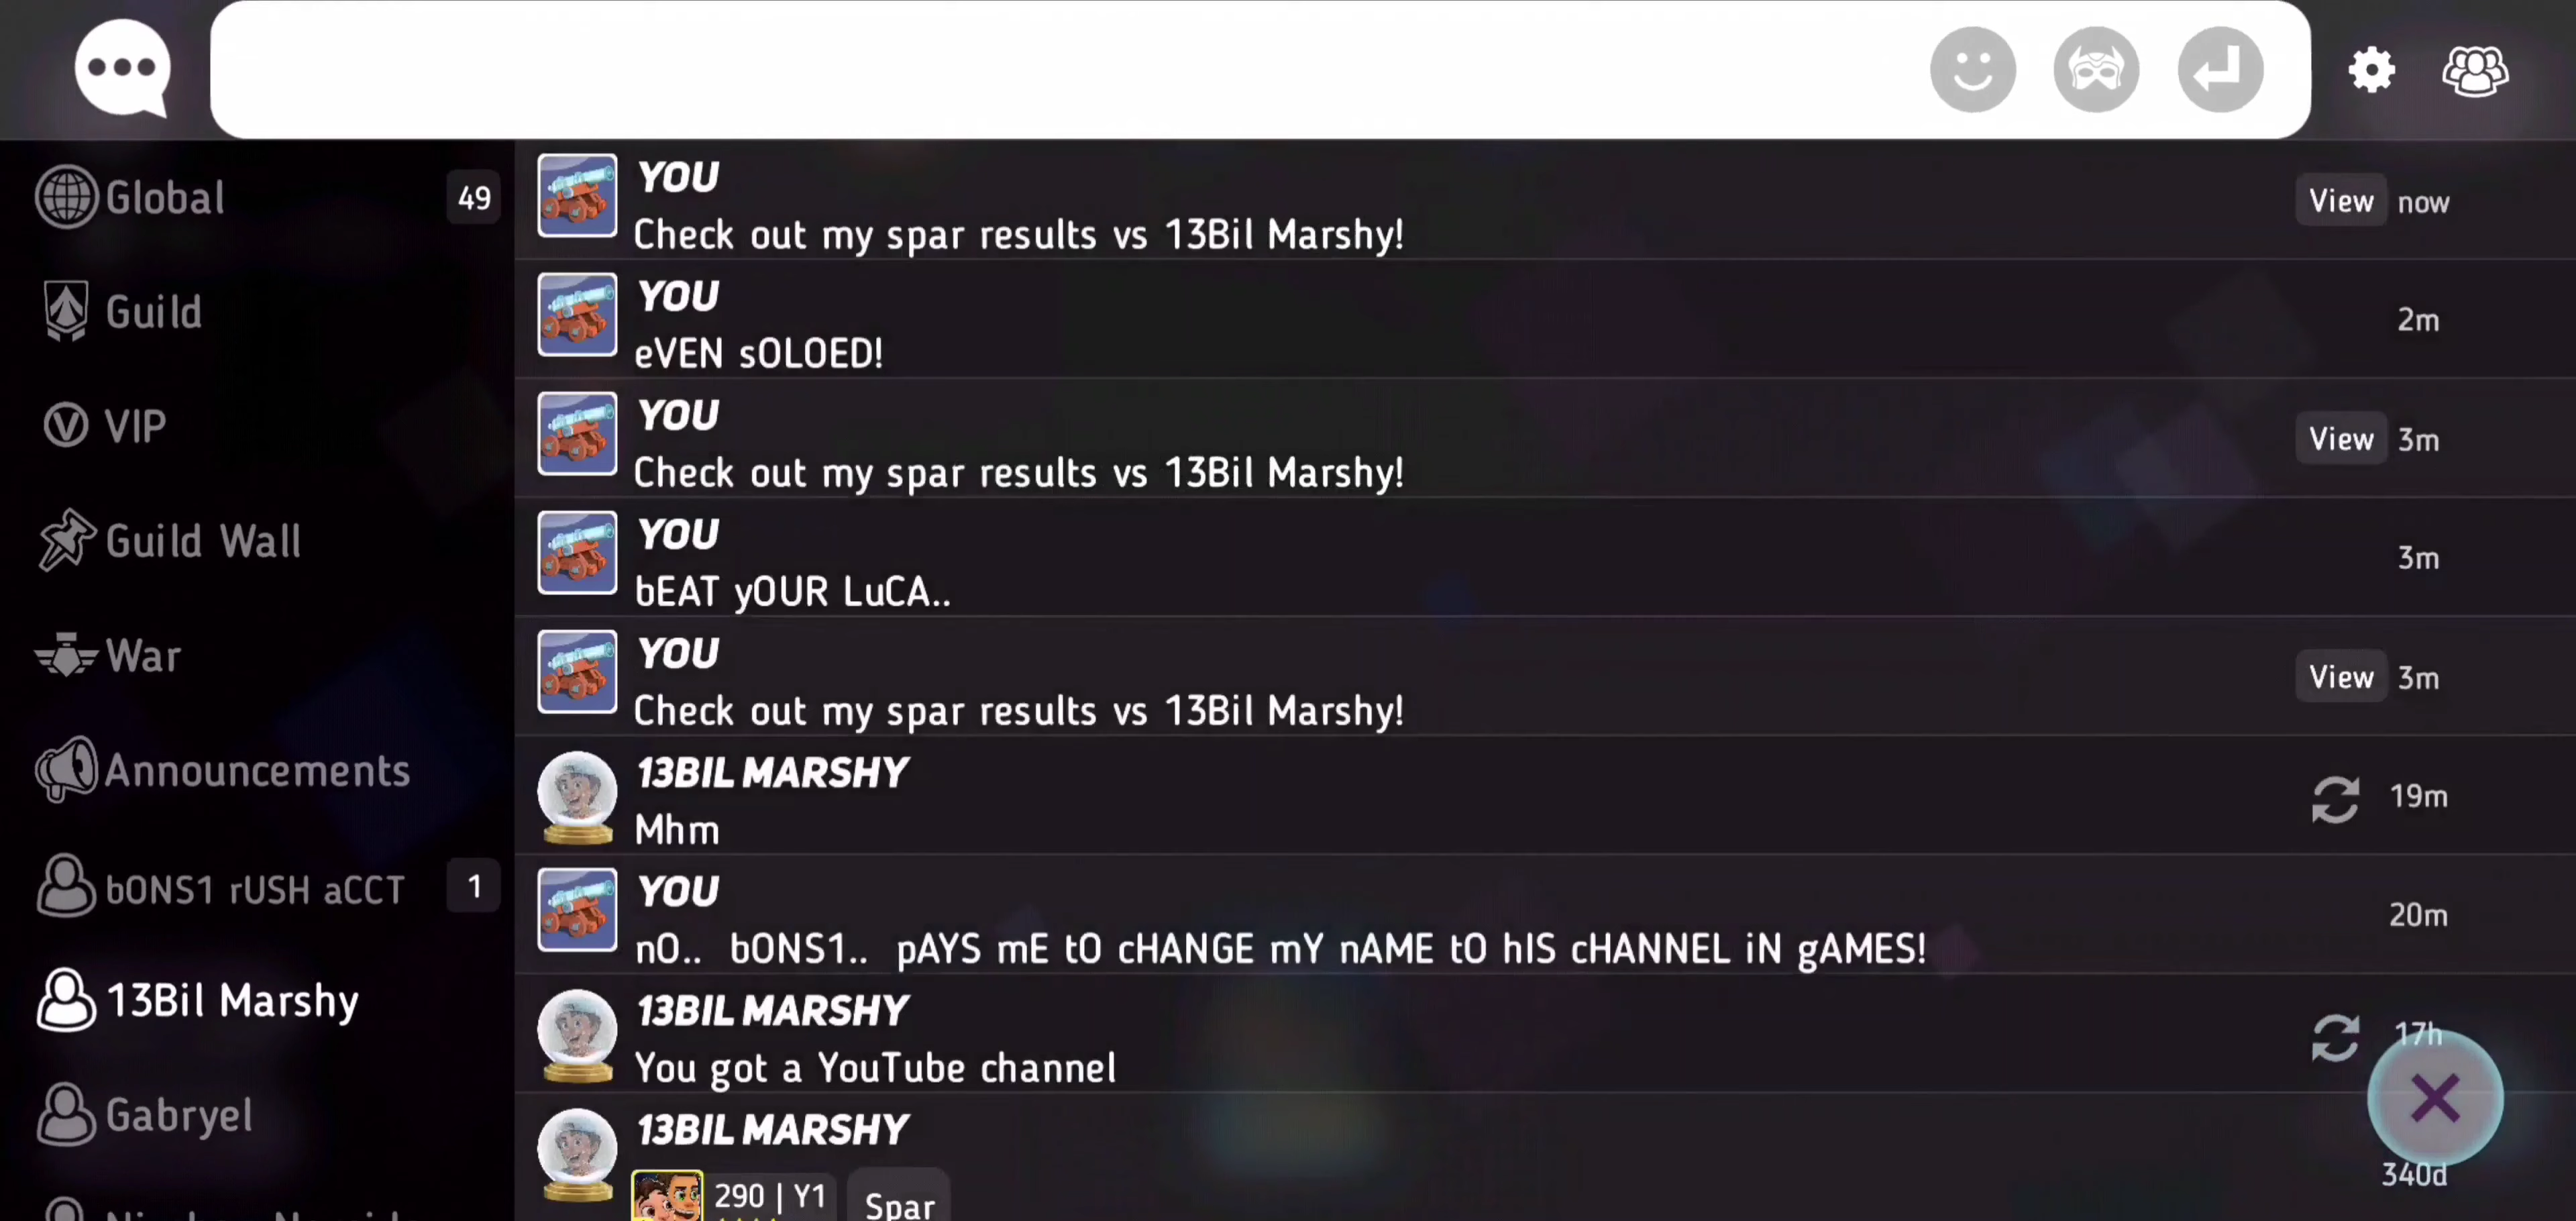 Global 49
Guild
VIP
Guild Wall
War
Announcements
bONS1 rUSH aCCT 1
13Bil Marshy
Gabryel
YOU
Check out my spar results vs 13Bil Marshy!
View now
YOU
eVEN sOLOED!
2m
YOU
Check out my spar results vs 13Bil Marshy!
View 3m
YOU
bEAT yOUR LuCA..
3m
YOU
Check out my spar results vs 13Bil Marshy!
View 3m
13BIL MARSHY
Mhm
19m
YOU
nO.. bONS1.. pAYS mE tO cHANGE mY nAME tO hIS cHANNEL iN gAMES!
20m
13BIL MARSHY
You got a YouTube channel
17h
13BIL MARSHY
290 | Y1
Spar
340d